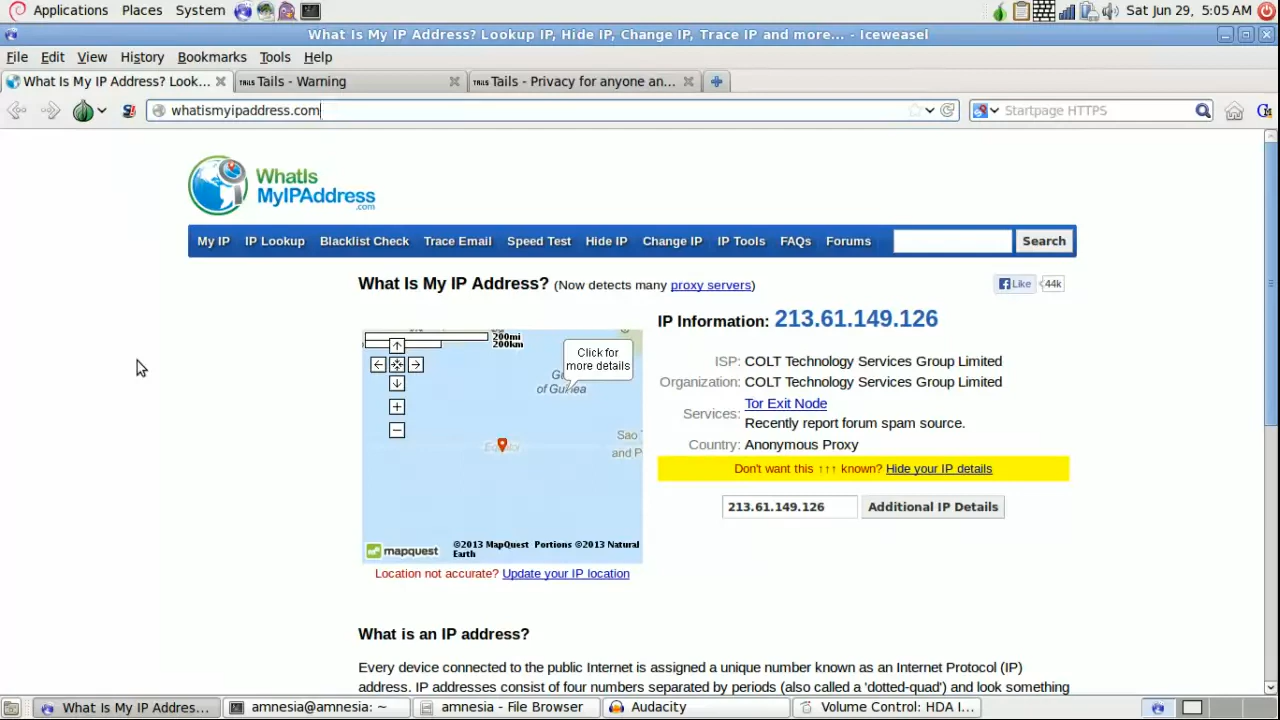 Applications Places System
Sat Jun 29, 5:05 AM
What Is My IP Address? Lookup IP, Hide IP, Change IP, Trace IP and more... - Iceweasel
File Edit View History Bookmarks Tools Help
What Is My IP Address? Look...
Tails - Warning
Tails - Privacy for anyone an...
whatismyipaddress.com
Startpage HTTPS
WhatIs
MyIPAddress
.com
My IP IP Lookup Blacklist Check Trace Email Speed Test Hide IP Change IP IP Tools FAQs Forums Search
What Is My IP Address? (Now detects many proxy servers)
Like 44k
IP Information: 213.61.149.126
200mi
200km
Click for
more details
of Guinea
Sao
and P
Equator
mapquest
©2013 MapQuest Portions ©2013 Natural
Earth
Location not accurate? Update your IP location
ISP: COLT Technology Services Group Limited
Organization: COLT Technology Services Group Limited
Services: Tor Exit Node
Recently report forum spam source.
Country: Anonymous Proxy
Don't want this ↑↑↑ known? Hide your IP details
213.61.149.126 Additional IP Details
What is an IP address?
Every device connected to the public Internet is assigned a unique number known as an Internet Protocol (IP)
address. IP addresses consist of four numbers separated by periods (also called a 'dotted-quad') and look something
What Is My IP Addres...
amnesia@amnesia: ~
amnesia - File Browser
Audacity
Volume Control: HDA I...